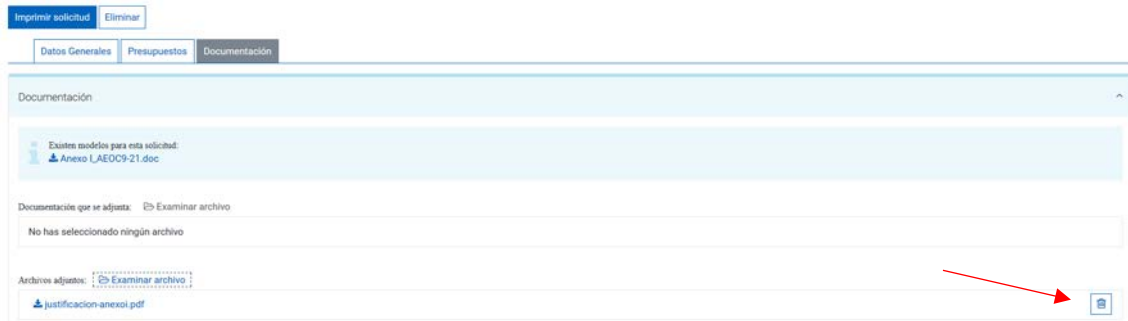 Imprimir solicitud Eliminar
Datos Generales Presupuestos Documentación
Documentación
Existen modelos para esta solicitud:
Anexo I_AEOC9-21.doc
Documentación que se adjunta: Examinar archivo
No has seleccionado ningún archivo
Archivos adjuntos: Examinar archivo
justificacion-anexoi.pdf